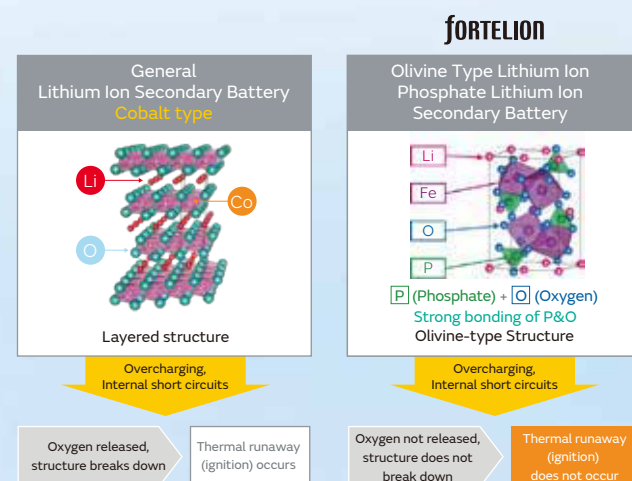 FORTELION
General
Lithium Ion Secondary Battery
Cobalt type
Li
Co
O
Layered structure
Overcharging,
Internal short circuits
Oxygen released,
structure breaks down
Thermal runaway
(ignition) occurs
Olivine Type Lithium Ion
Phosphate Lithium Ion
Secondary Battery
Li
Fe
O
P
P (Phosphate) + O (Oxygen)
Strong bonding of P&O
Olivine-type Structure
Overcharging,
Internal short circuits
Oxygen not released,
structure does not
break down
Thermal runaway
(ignition)
does not occur